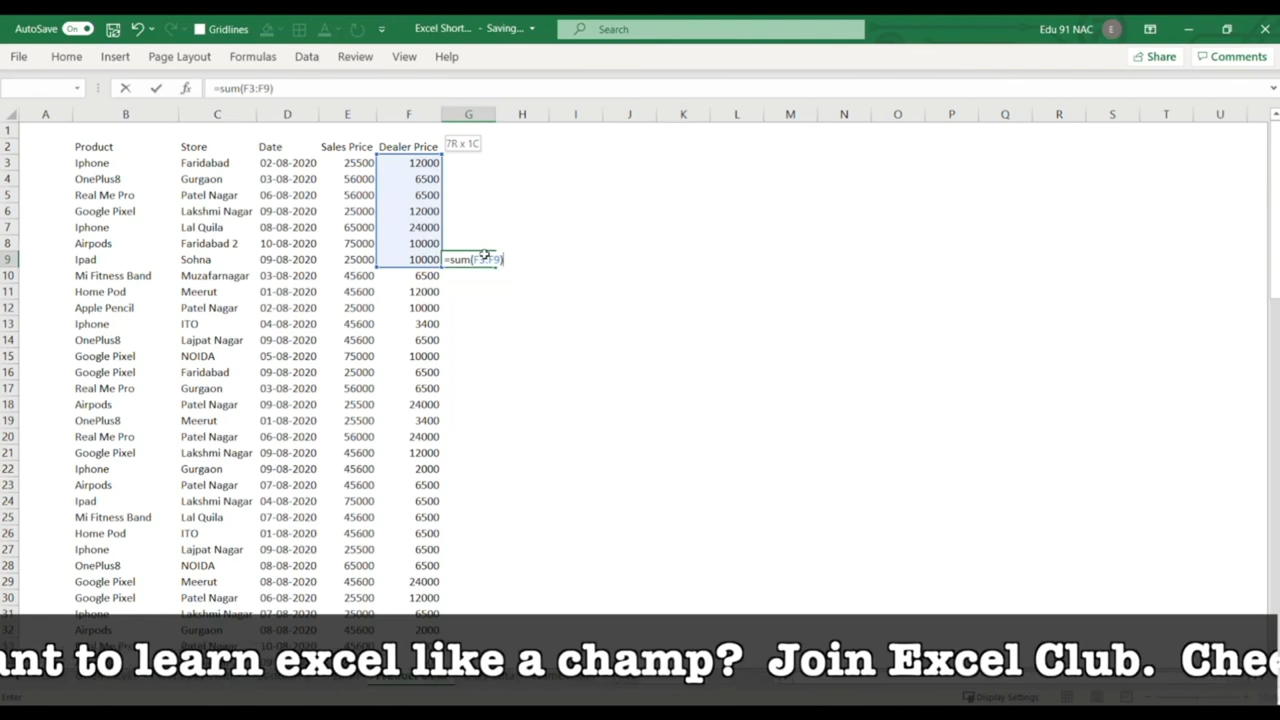 AutoSave On Gridlines Excel Short... - Saving... Search Edu 91 NAC E
File Home Insert Page Layout Formulas Data Review View Help Share Comments
fx =sum(F3:F9)
A B C D E F G H I J K L M N O P Q R S T U
1
2 Product Store Date Sales Price Dealer Price 7R x 1C
3 Iphone Faridabad 02-08-2020 25500 12000
4 OnePlus8 Gurgaon 03-08-2020 56000 6500
5 Real Me Pro Patel Nagar 06-08-2020 56000 6500
6 Google Pixel Lakshmi Nagar 09-08-2020 25000 12000
7 Iphone Lal Quila 08-08-2020 65000 24000
8 Airpods Faridabad 2 10-08-2020 75000 10000
9 Ipad Sohna 09-08-2020 25000 10000 =sum(F3:F9)
10 Mi Fitness Band Muzafarnagar 03-08-2020 45600 6500
11 Home Pod Meerut 01-08-2020 45600 12000
12 Apple Pencil Patel Nagar 02-08-2020 25000 10000
13 Iphone ITO 04-08-2020 45600 3400
14 OnePlus8 Lajpat Nagar 09-08-2020 45600 6500
15 Google Pixel NOIDA 05-08-2020 75000 10000
16 Google Pixel Faridabad 09-08-2020 25000 6500
17 Real Me Pro Gurgaon 03-08-2020 56000 6500
18 Airpods Patel Nagar 09-08-2020 25500 24000
19 OnePlus8 Meerut 01-08-2020 45600 3400
20 Real Me Pro Patel Nagar 06-08-2020 56000 24000
21 Google Pixel Lakshmi Nagar 09-08-2020 45600 12000
22 Iphone Gurgaon 09-08-2020 45600 2000
23 Airpods Patel Nagar 07-08-2020 45600 6500
24 Ipad Lakshmi Nagar 04-08-2020 75000 6500
25 Mi Fitness Band Lal Quila 07-08-2020 45600 6500
26 Home Pod ITO 01-08-2020 45600 6500
27 Iphone Lajpat Nagar 09-08-2020 25500 6500
28 OnePlus8 NOIDA 08-08-2020 65000 6500
29 Google Pixel Meerut 08-08-2020 45600 24000
30 Google Pixel Patel Nagar 06-08-2020 25500 12000
31 Iphone Lakshmi Nagar 07-08-2020 25000 6500
32 Airpods Gurgaon 08-08-2020 45600 2000
ant to learn excel like a champ? Join Excel Club. Chee
Enter Display Settings